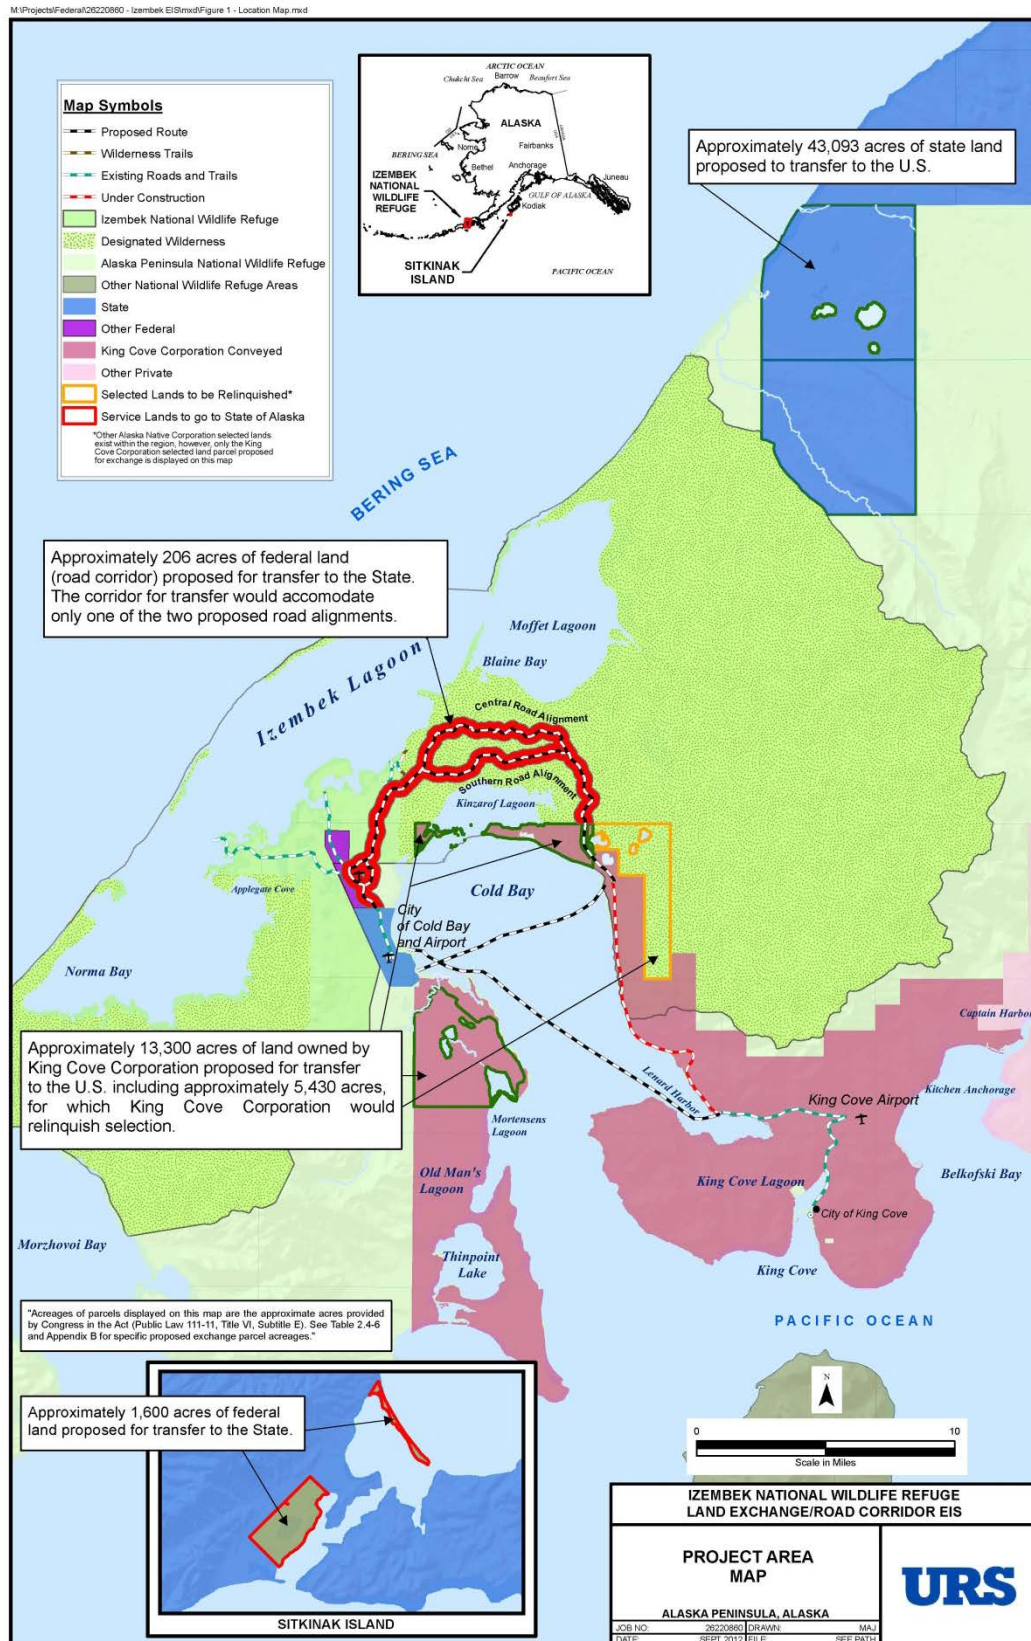 M:\Projects\Federal\26220860 - Izembek EIS\mxd\Figure 1 - Location Map.mxd
Map Symbols
Proposed Route
Wilderness Trails
Existing Roads and Trails
Under Construction
Izembek National Wildlife Refuge
Designated Wilderness
Alaska Peninsula National Wildlife Refuge
Other National Wildlife Refuge Areas
State
Other Federal
King Cove Corporation Conveyed
Other Private
Selected Lands to be Relinquished*
Service Lands to go to State of Alaska
*Other Alaska Native Corporation selected lands
exist within the region, however, only the King
Cove Corporation selected land parcel proposed
for exchange is displayed on this map
ARCTIC OCEAN
Chukchi Sea
Barrow
Beaufort Sea
ALASKA
Nome
Fairbanks
BERING SEA
Bethel
Anchorage
Juneau
IZEMBEK
NATIONAL
WILDLIFE
REFUGE
GULF OF ALASKA
Kodiak
SITKINAK
ISLAND
PACIFIC OCEAN
Approximately 43,093 acres of state land
proposed to transfer to the U.S.
BERING SEA
Approximately 206 acres of federal land
(road corridor) proposed for transfer to the State.
The corridor for transfer would accomodate
only one of the two proposed road alignments.
Moffet Lagoon
Blaine Bay
Izembek Lagoon
Central Road Alignment
Southern Road Alignment
Kinzarof Lagoon
Applegate Cove
Cold Bay
City
of Cold Bay
and Airport
Norma Bay
Captain Harbor
Approximately 13,300 acres of land owned by
King Cove Corporation proposed for transfer
to the U.S. including approximately 5,430 acres,
for which King Cove Corporation would
relinquish selection.
Lenard Harbor
Kitchen Anchorage
King Cove Airport
Mortensens
Lagoon
Old Man's
Lagoon
King Cove Lagoon
Belkofski Bay
City of King Cove
Morzhovoi Bay
Thinpoint
Lake
King Cove
"Acreages of parcels displayed on this map are the approximate acres provided
by Congress in the Act (Public Law 111-11, Title VI, Subtitle E). See Table 2.4-6
and Appendix B for specific proposed exchange parcel acreages."
PACIFIC OCEAN
Approximately 1,600 acres of federal
land proposed for transfer to the State.
SITKINAK ISLAND
N
0 10
Scale in Miles
IZEMBEK NATIONAL WILDLIFE REFUGE
LAND EXCHANGE/ROAD CORRIDOR EIS
PROJECT AREA
MAP
ALASKA PENINSULA, ALASKA
URS
JOB NO: 26220860 DRAWN: MAJ
DATE: SEPT 2012 FILE: SEE PATH